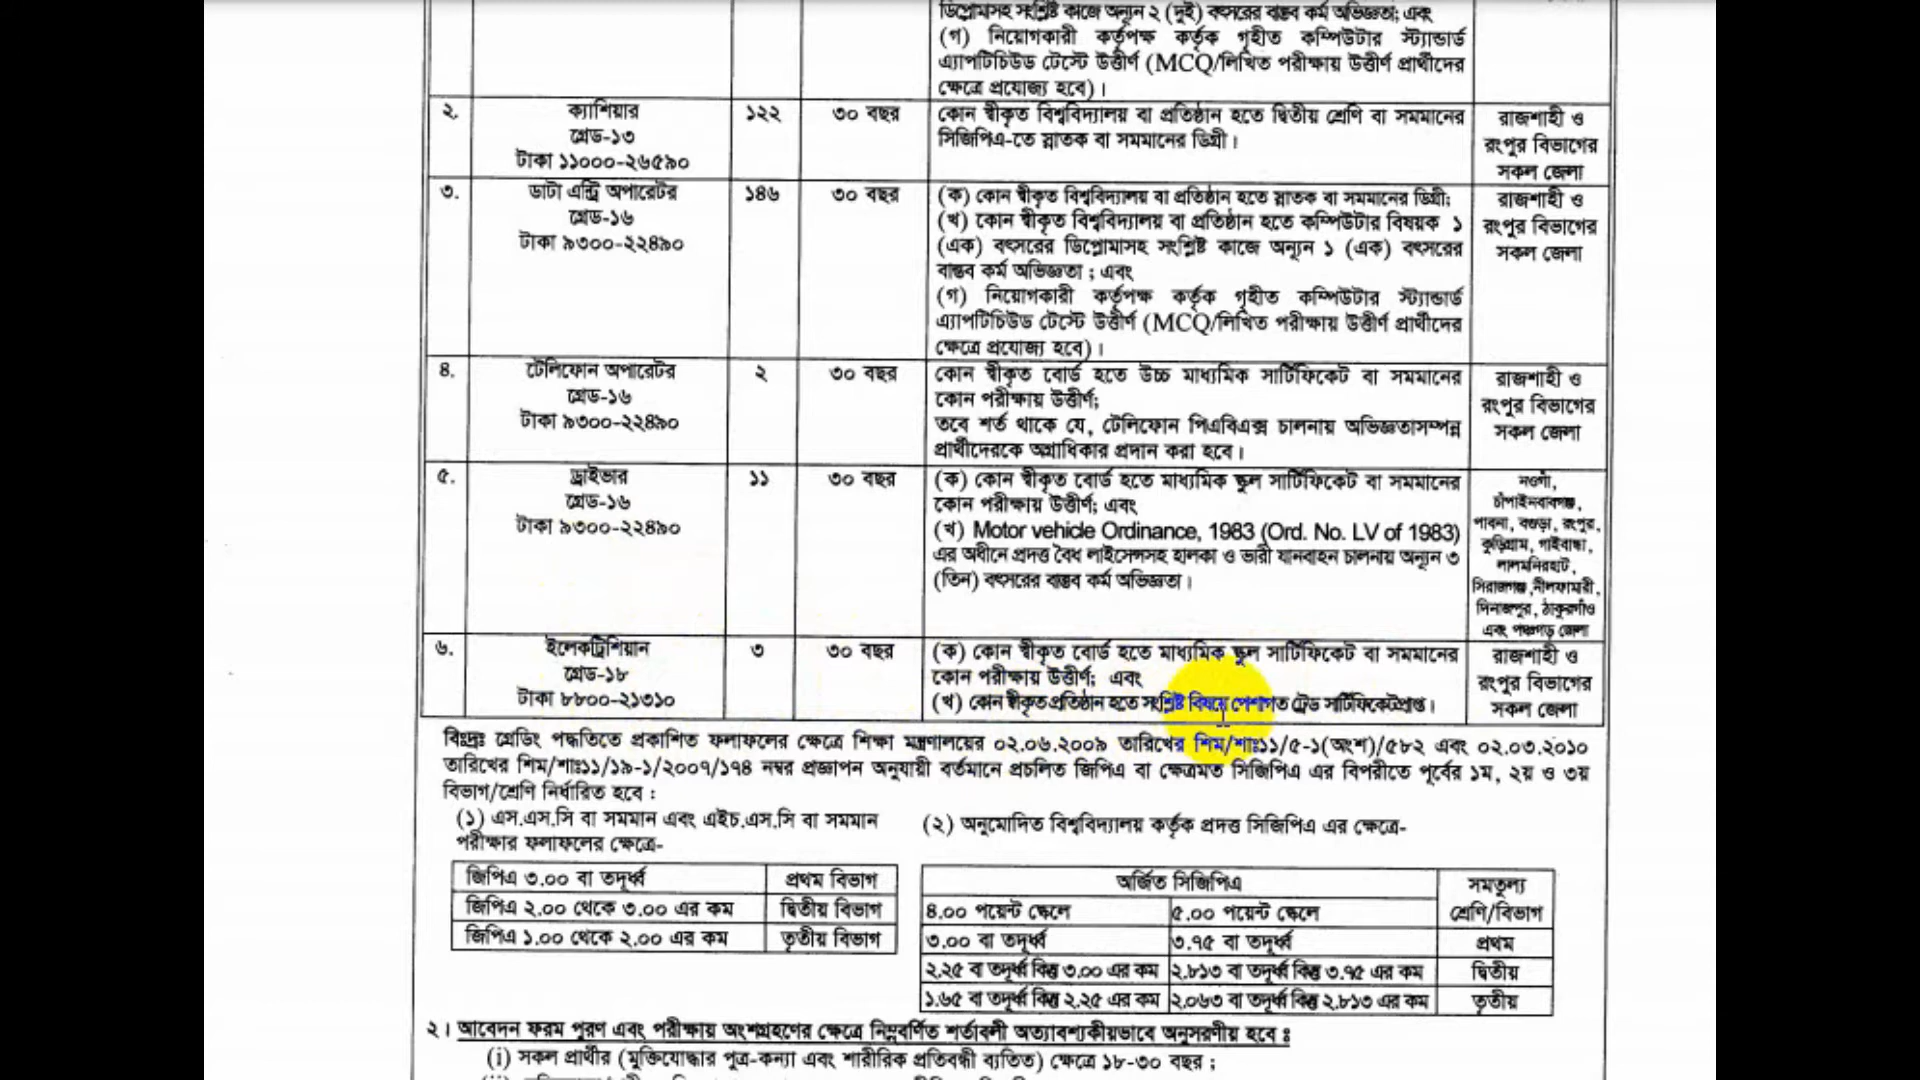 ডিপ্লোমাসহ সংশ্লিষ্ট কাজে অন্যূন ২ (দুই) বৎসরের বাস্তব কর্ম অভিজ্ঞতা; এবং
(গ) নিয়োগকারী কর্তৃপক্ষ কর্তৃক গৃহীত কম্পিউটার স্ট্যান্ডার্ড
এ্যাপটিচিউড টেস্টে উত্তীর্ণ (MCQ/লিখিত পরীক্ষায় উত্তীর্ণ প্রার্থীদের
ক্ষেত্রে প্রযোজ্য হবে)।
২.
ক্যাশিয়ার
গ্রেড-১৩
টাকা ১১০০০-২৬৫৯০
১২২
৩০ বছর
কোন স্বীকৃত বিশ্ববিদ্যালয় বা প্রতিষ্ঠান হতে দ্বিতীয় শ্রেণি বা সমমানের
সিজিপিএ-তে স্নাতক বা সমমানের ডিগ্রী।
রাজশাহী ও
রংপুর বিভাগের
সকল জেলা
৩.
ডাটা এন্ট্রি অপারেটর
গ্রেড-১৬
টাকা ৯৩০০-২২৪৯০
১৪৬
৩০ বছর
(ক) কোন স্বীকৃত বিশ্ববিদ্যালয় বা প্রতিষ্ঠান হতে স্নাতক বা সমমানের ডিগ্রী;
(খ) কোন স্বীকৃত বিশ্ববিদ্যালয় বা প্রতিষ্ঠান হতে কম্পিউটার বিষয়ক ১
(এক) বৎসরের ডিপ্লোমাসহ সংশ্লিষ্ট কাজে অন্যূন ১ (এক) বৎসরের
বাস্তব কর্ম অভিজ্ঞতা ; এবং
(গ) নিয়োগকারী কর্তৃপক্ষ কর্তৃক গৃহীত কম্পিউটার স্ট্যান্ডার্ড
এ্যাপটিচিউড টেস্টে উত্তীর্ণ (MCQ/লিখিত পরীক্ষায় উত্তীর্ণ প্রার্থীদের
ক্ষেত্রে প্রযোজ্য হবে)।
রাজশাহী ও
রংপুর বিভাগের
সকল জেলা
৪.
টেলিফোন অপারেটর
গ্রেড-১৬
টাকা ৯৩০০-২২৪৯০
২
৩০ বছর
কোন স্বীকৃত বোর্ড হতে উচ্চ মাধ্যমিক সার্টিফিকেট বা সমমানের
কোন পরীক্ষায় উত্তীর্ণ;
তবে শর্ত থাকে যে, টেলিফোন পিএবিএক্স চালনায় অভিজ্ঞতাসম্পন্ন
প্রার্থীদেরকে অগ্রাধিকার প্রদান করা হবে।
রাজশাহী ও
রংপুর বিভাগের
সকল জেলা
৫.
ড্রাইভার
গ্রেড-১৬
টাকা ৯৩০০-২২৪৯০
১১
৩০ বছর
(ক) কোন স্বীকৃত বোর্ড হতে মাধ্যমিক স্কুল সার্টিফিকেট বা সমমানের
কোন পরীক্ষায় উত্তীর্ণ; এবং
(খ) Motor vehicle Ordinance, 1983 (Ord. No. LV of 1983)
এর অধীনে প্রদত্ত বৈধ লাইসেন্সসহ হালকা ও ভারী যানবাহন চালনায় অন্যূন ৩
(তিন) বৎসরের বাস্তব কর্ম অভিজ্ঞতা।
নওগাঁ,
চাঁপাইনবাবগঞ্জ,
পাবনা, বগুড়া, রংপুর,
কুড়িগ্রাম, গাইবান্ধা,
লালমনিরহাট,
সিরাজগঞ্জ,নীলফামারী,
দিনাজপুর, ঠাকুরগাঁও
এবং পঞ্চগড় জেলা
৬.
ইলেকট্রিশিয়ান
গ্রেড-১৮
টাকা ৮৮০০-২১৩১০
৩
৩০ বছর
(ক) কোন স্বীকৃত বোর্ড হতে মাধ্যমিক স্কুল সার্টিফিকেট বা সমমানের
কোন পরীক্ষায় উত্তীর্ণ; এবং
(খ) কোন স্বীকৃত প্রতিষ্ঠান হতে সংশ্লিষ্ট বিষয়ে পেশাগত ট্রেড সার্টিফিকেটপ্রাপ্ত।
রাজশাহী ও
রংপুর বিভাগের
সকল জেলা
বিঃদ্রঃ গ্রেডিং পদ্ধতিতে প্রকাশিত ফলাফলের ক্ষেত্রে শিক্ষা মন্ত্রণালয়ের ০২.০৬.২০০৯ তারিখের শিম/শাঃ১১/৫-১(অংশ)/৫৮২ এবং ০২.০৩.২০১০
তারিখের শিম/শাঃ১১/১৯-১/২০০৭/১৭৪ নম্বর প্রজ্ঞাপন অনুযায়ী বর্তমানে প্রচলিত জিপিএ বা ক্ষেত্রমত সিজিপিএ এর বিপরীতে পূর্বের ১ম, ২য় ও ৩য়
বিভাগ/শ্রেণি নির্ধারিত হবে :
(১) এস.এস.সি বা সমমান এবং এইচ.এস.সি বা সমমান
পরীক্ষার ফলাফলের ক্ষেত্রে-
জিপিএ ৩.০০ বা তদূর্ধ্ব প্রথম বিভাগ
জিপিএ ২.০০ থেকে ৩.০০ এর কম দ্বিতীয় বিভাগ
জিপিএ ১.০০ থেকে ২.০০ এর কম তৃতীয় বিভাগ
(২) অনুমোদিত বিশ্ববিদ্যালয় কর্তৃক প্রদত্ত সিজিপিএ এর ক্ষেত্রে-
অর্জিত সিজিপিএ
সমতুল্য
শ্রেণি/বিভাগ
৪.০০ পয়েন্ট স্কেলে ৫.০০ পয়েন্ট স্কেলে
৩.০০ বা তদূর্ধ্ব ৩.৭৫ বা তদূর্ধ্ব প্রথম
২.২৫ বা তদূর্ধ্ব কিন্তু ৩.০০ এর কম ২.৮১৩ বা তদূর্ধ্ব কিন্তু ৩.৭৫ এর কম দ্বিতীয়
১.৬৫ বা তদূর্ধ্ব কিন্তু ২.২৫ এর কম ২.০৬৩ বা তদূর্ধ্ব কিন্তু ২.৮১৩ এর কম তৃতীয়
২। আবেদন ফরম পুরণ এবং পরীক্ষায় অংশগ্রহণের ক্ষেত্রে নিম্নবর্ণিত শর্তাবলী অত্যাবশ্যকীয়ভাবে অনুসরণীয় হবে ঃ
(i) সকল প্রার্থীর (মুক্তিযোদ্ধার পুত্র-কন্যা এবং শারীরিক প্রতিবন্ধী ব্যতিত) ক্ষেত্রে ১৮-৩০ বছর ;